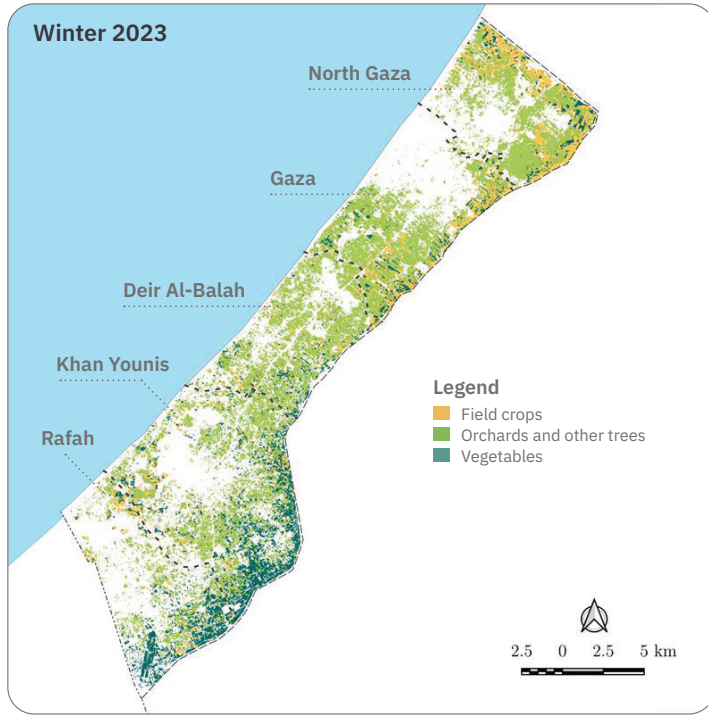 Winter 2023
North Gaza
Gaza
Deir Al-Balah
Khan Younis
Rafah
Legend
Field crops
Orchards and other trees
Vegetables
2.5 0 2.5 5 km